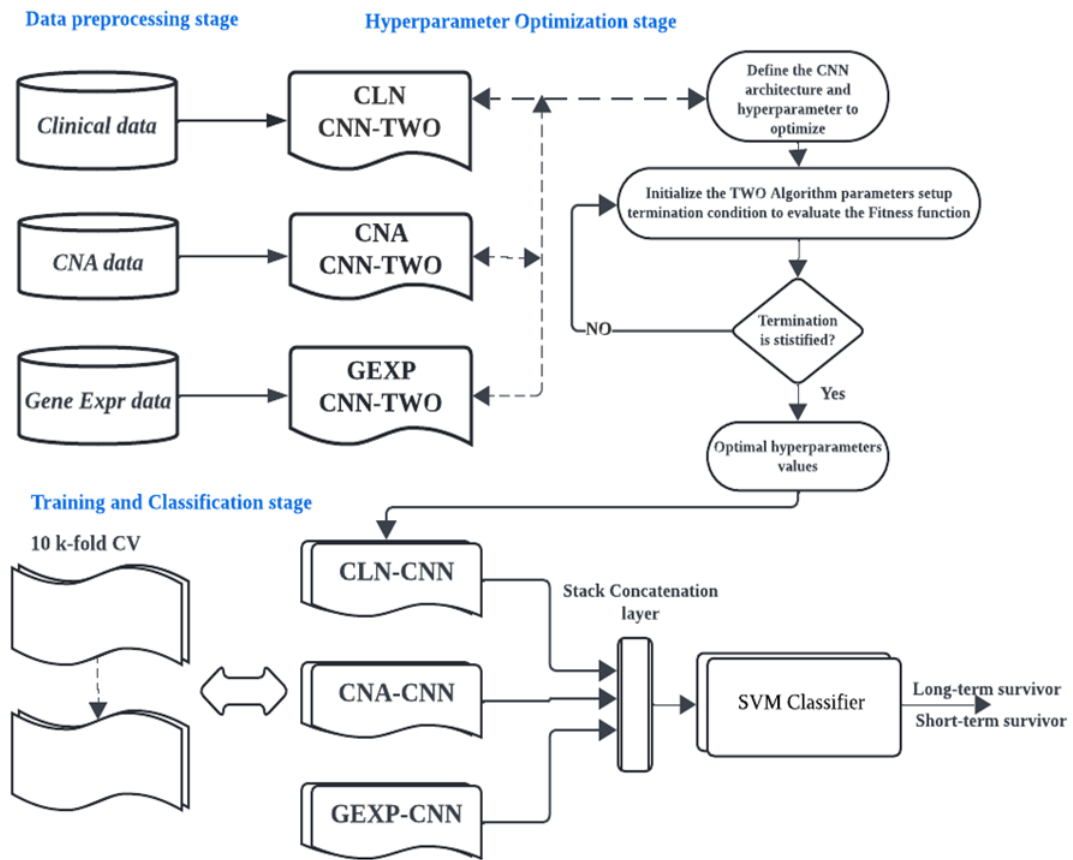 Data preprocessing stage
Hyperparameter Optimization stage
Clinical data
CLN
CNN-TWO
Define the CNN
architecture and
hyperparameter to
optimize
Initialize the TWO Algorithm parameters setup
termination condition to evaluate the Fitness function
CNA data
CNA
CNN-TWO
Termination
is stistified?
NO
Yes
Gene Expr data
GEXP
CNN-TWO
Optimal hyperparameters
values
Training and Classification stage
10 k-fold CV
CLN-CNN
Stack Concatenation
layer
CNA-CNN
SVM Classifier
Long-term survivor
Short-term survivor
GEXP-CNN